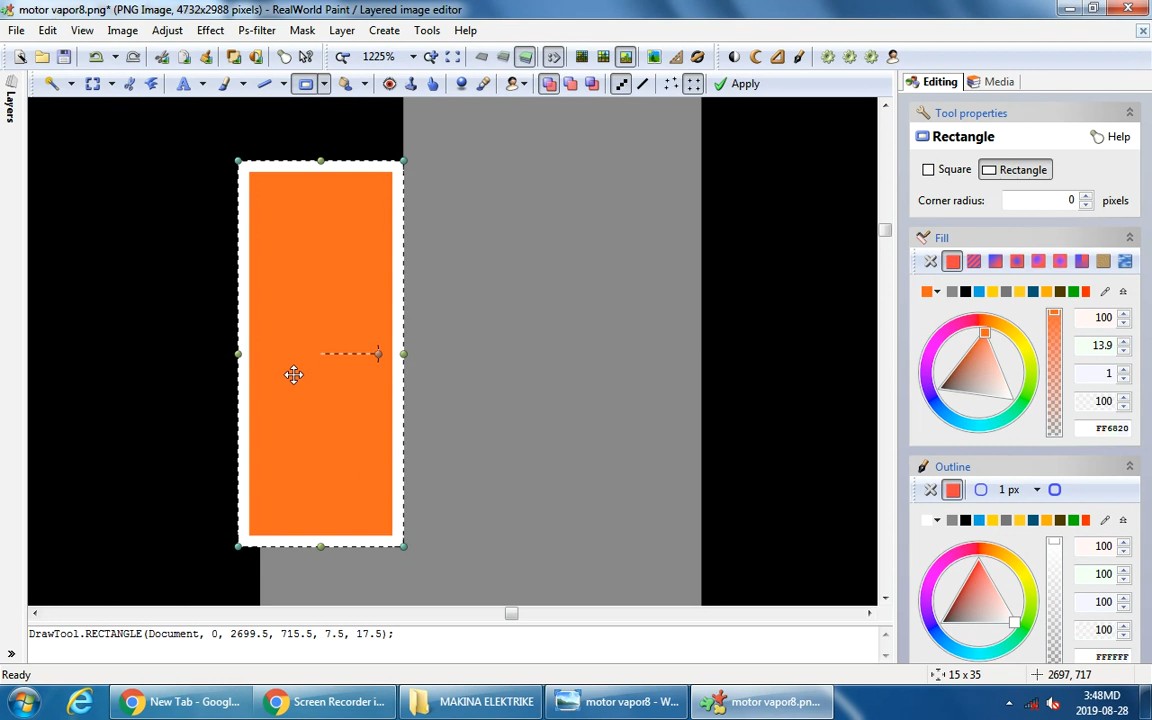 motor vapor8.png* (PNG Image, 4732x2988 pixels) - RealWorld Paint / Layered image editor
File Edit View Image Adjust Effect Ps-filter Mask Layer Create Tools Help
1225%
Apply
Layers
Editing Media
Tool properties
Rectangle Help
Square Rectangle
Corner radius: 0 pixels
Fill
100
13.9
1
100
FF6820
Outline
1 px
100
100
100
100
FFFFFF
DrawTool.RECTANGLE(Document, 0, 2699.5, 715.5, 7.5, 17.5);
Ready 15 x 35 2697, 717
New Tab - Googl... Screen Recorder i... MAKINA ELEKTRIKE motor vapor8 - W... motor vapor8.pn...
3:48MD
2019-08-28